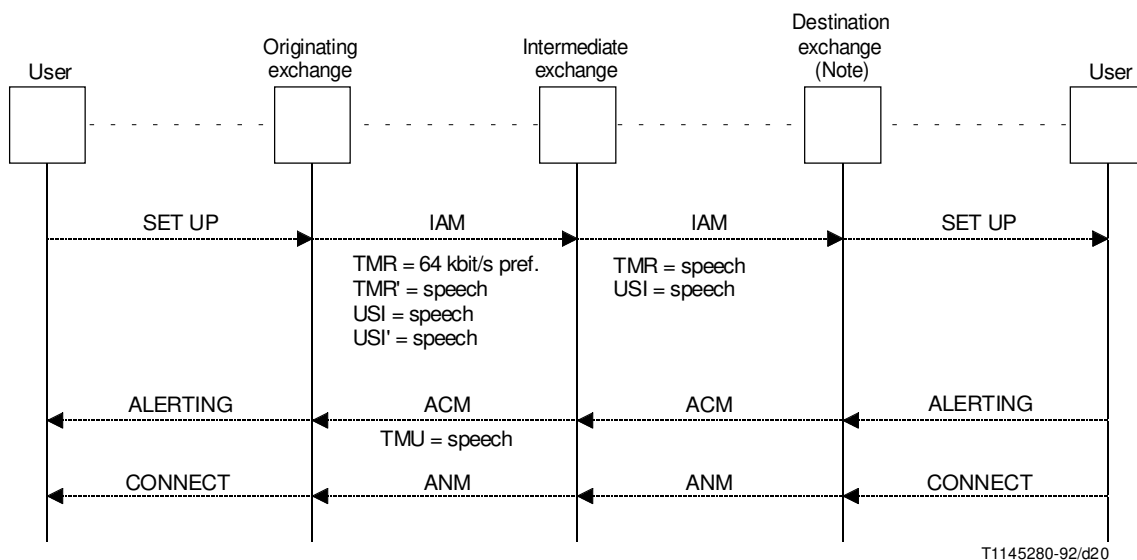 User
Originating
exchange
Intermediate
exchange
Destination
exchange
(Note)
User
SET UP
IAM
IAM
SET UP
TMR = 64 kbit/s pref.
TMR' = speech
USI = speech
USI' = speech
TMR = speech
USI = speech
ALERTING
ACM
ACM
ALERTING
TMU = speech
CONNECT
ANM
ANM
CONNECT
T1145280-92/d20